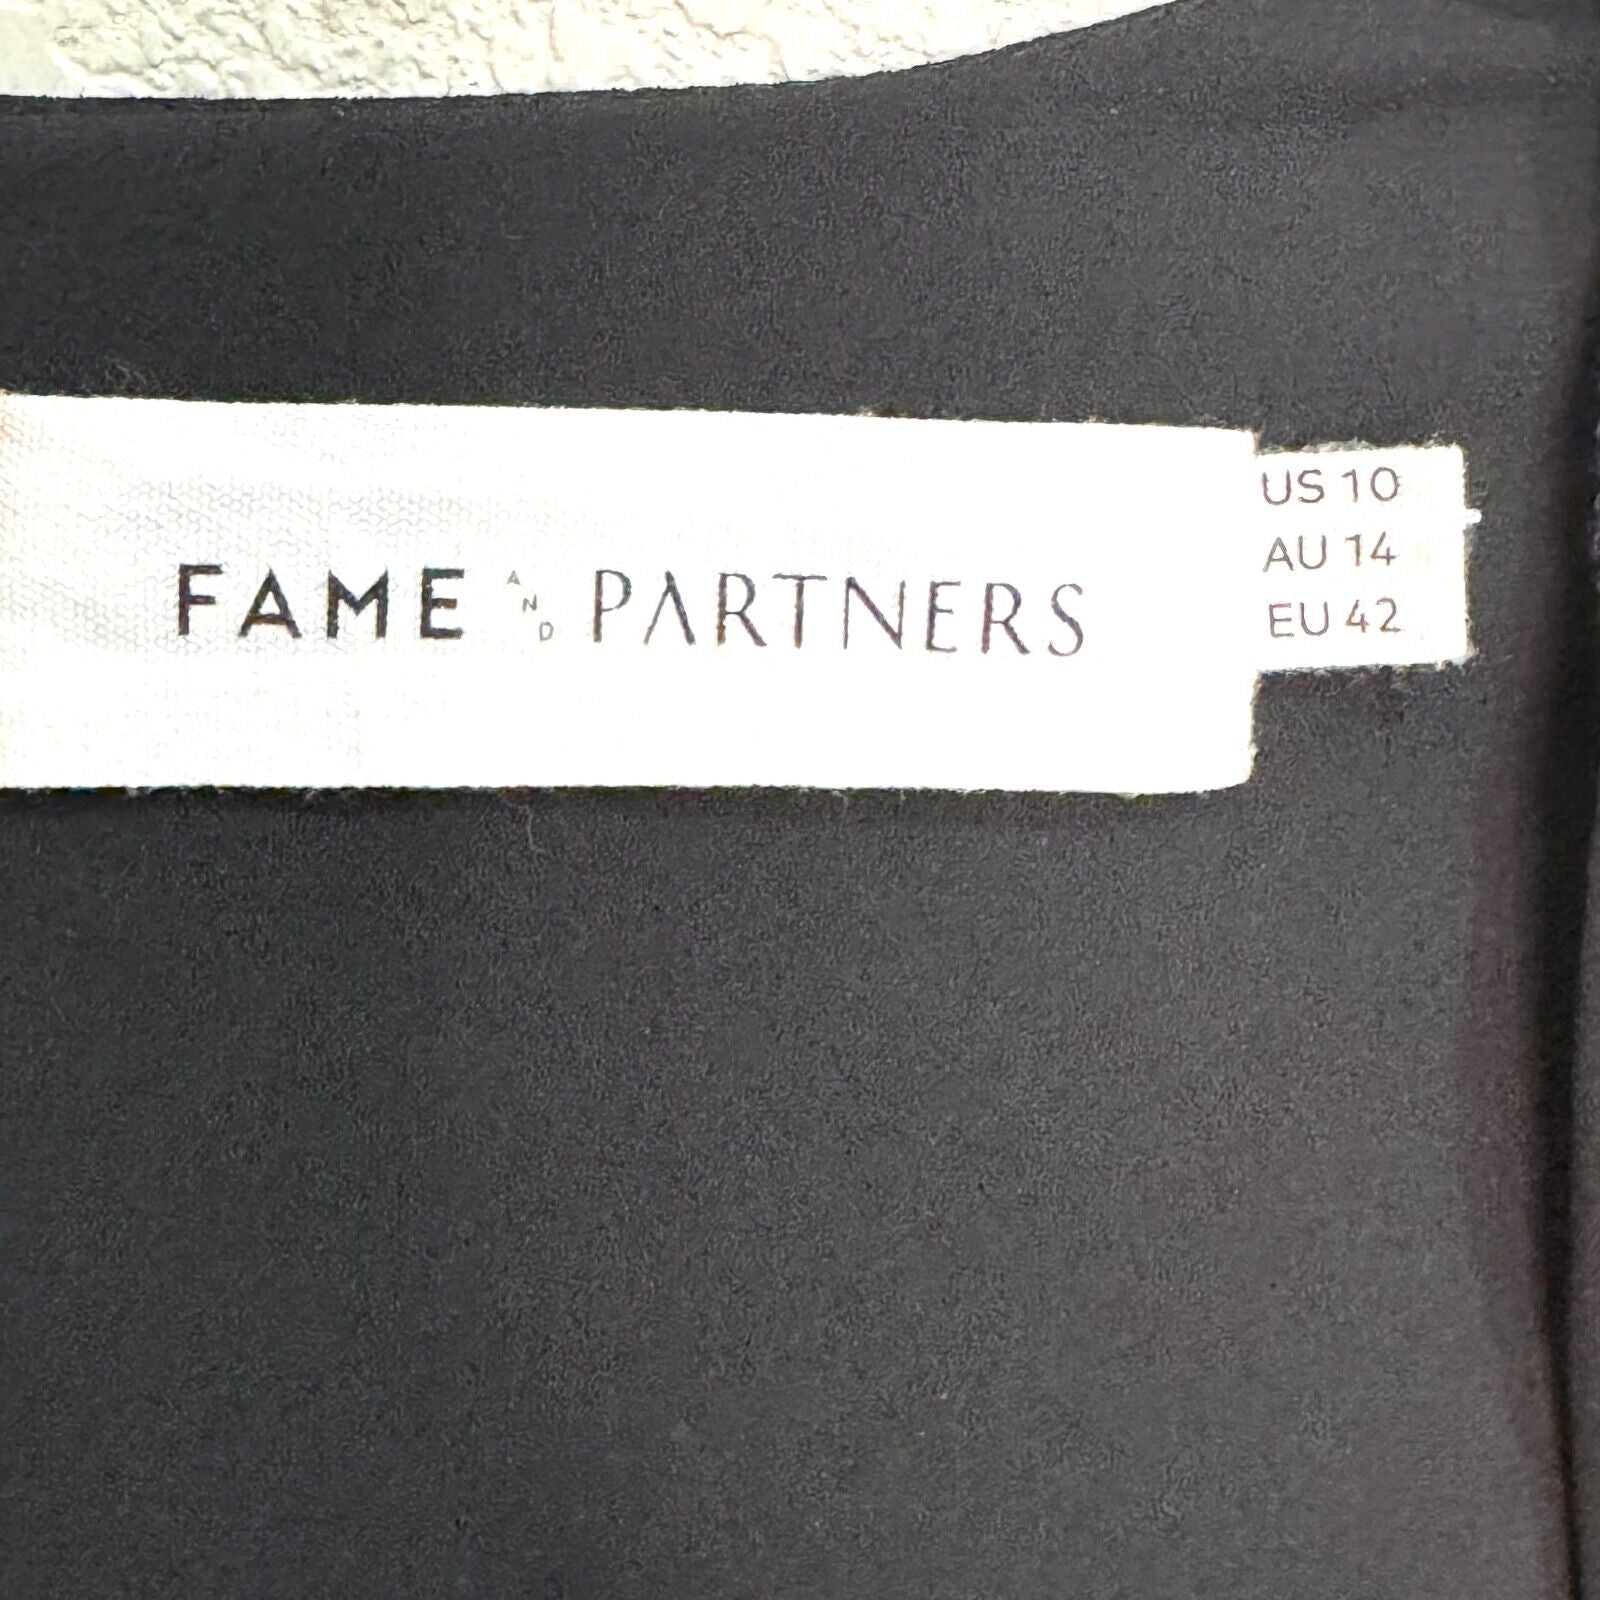 FAME AND PARTNERS
US 10
AU 14
EU 42